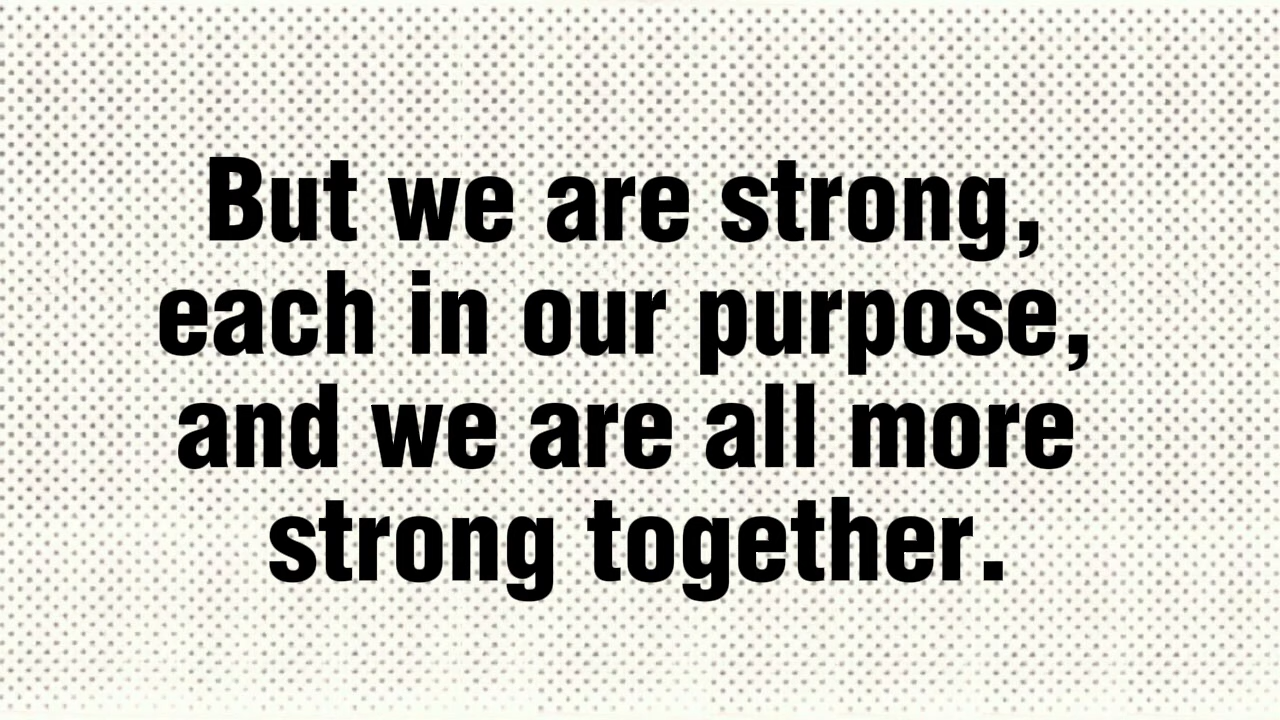 But we are strong,
each in our purpose,
and we are all more
strong together.